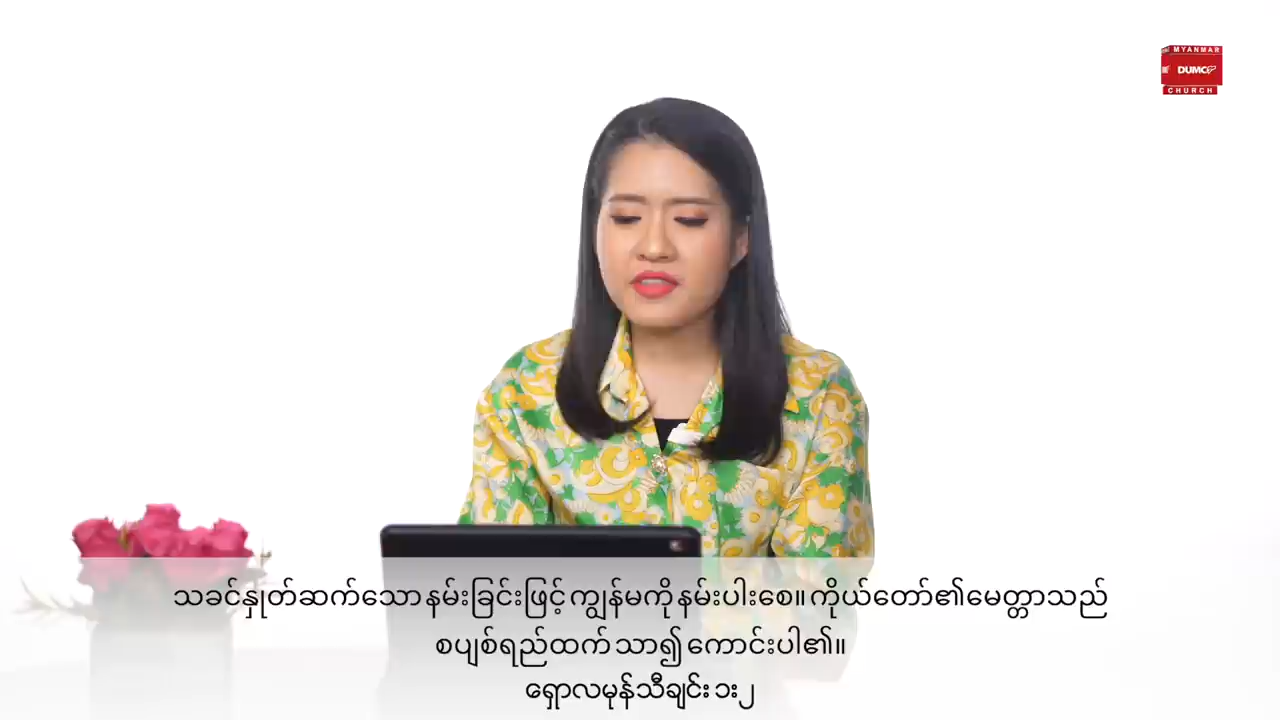 MYANMAR
DUMC
CHURCH
သခင်နှုတ်ဆက်သော နမ်းခြင်းဖြင့် ကျွန်မကို နမ်းပါးစေ။ ကိုယ်တော်၏မေတ္တာသည်
စပျစ်ရည်ထက် သာ၍ ကောင်းပါ၏။
ရှောလမုန်သီချင်း ၁း၂